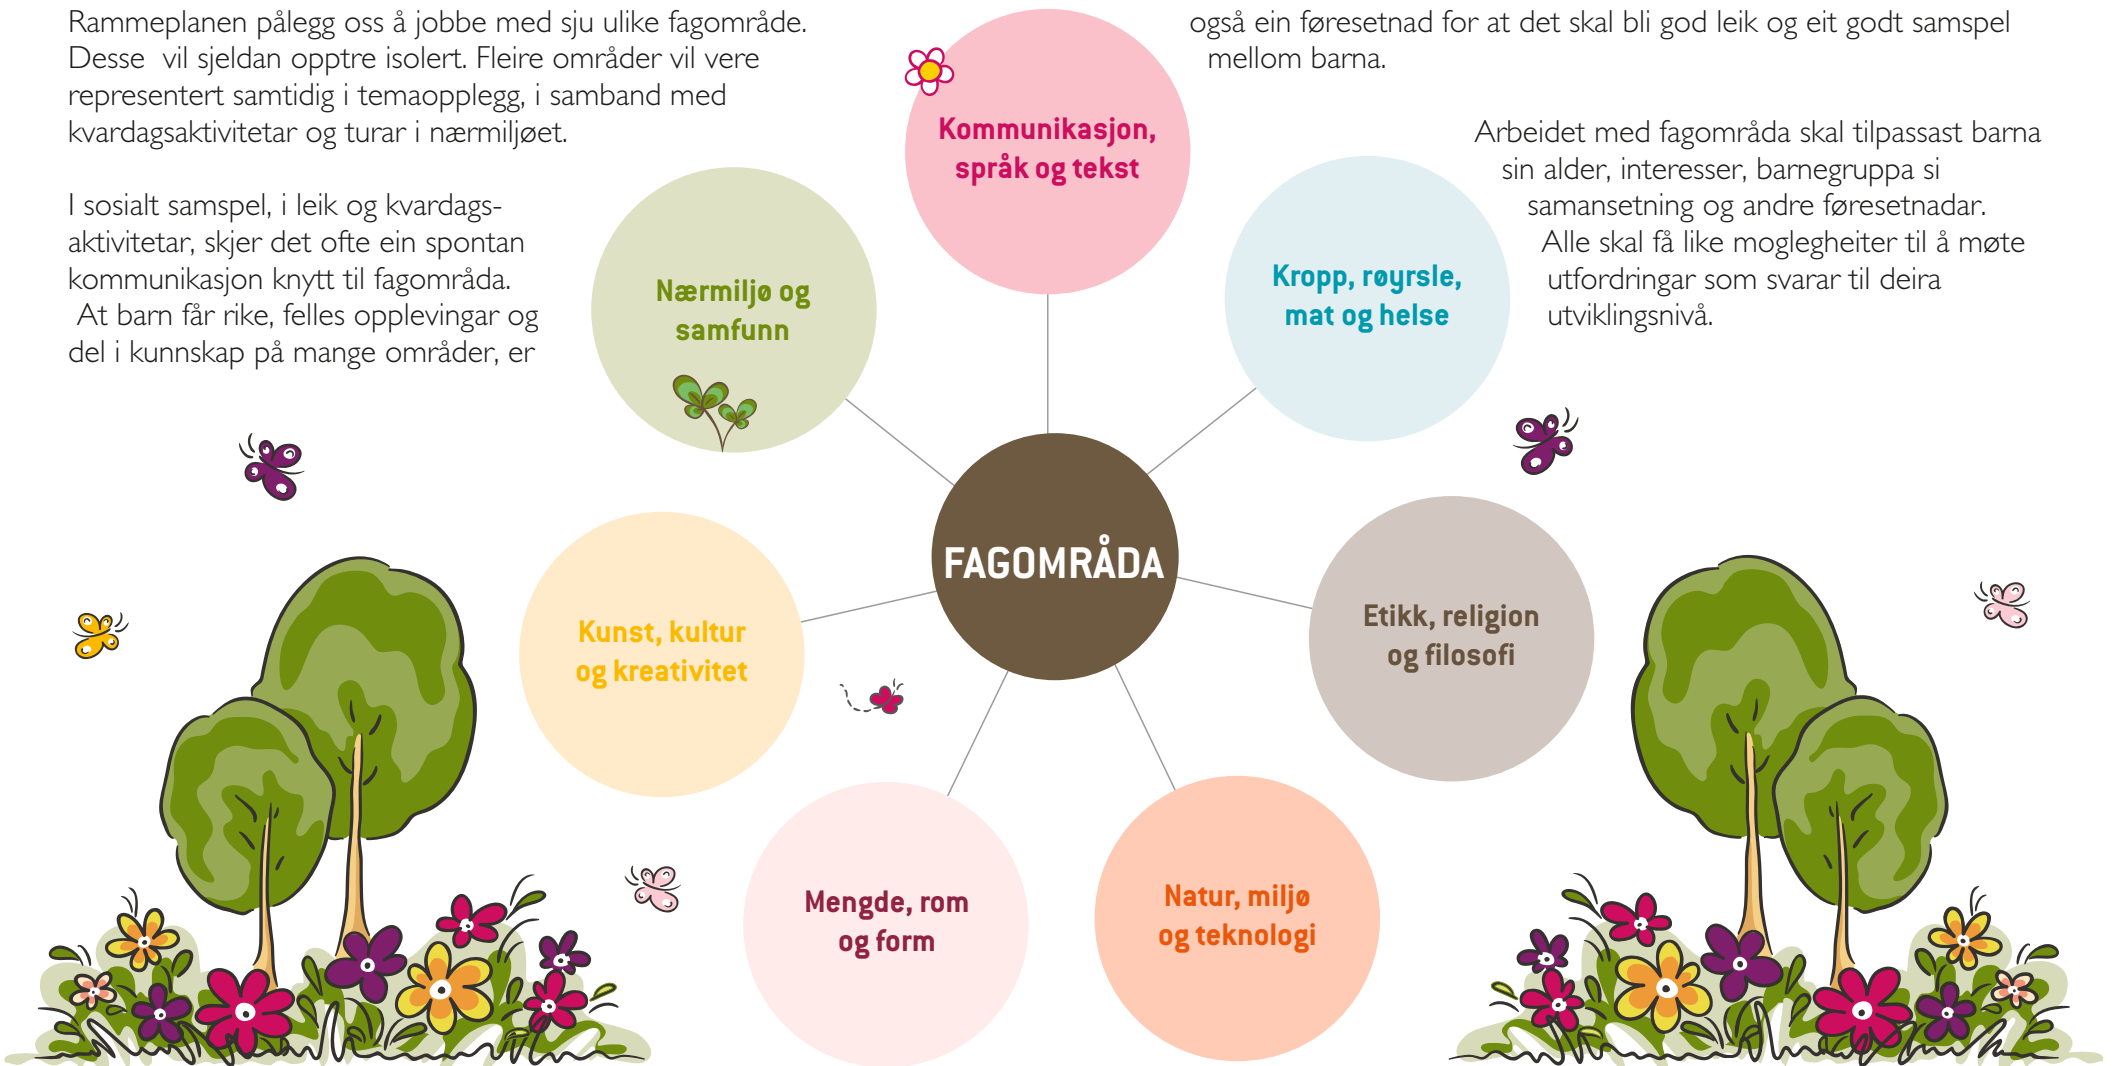 Rammeplanen pålegg oss å jobbe med sju ulike fagområde.
Desse  vil sjeldan opptre isolert. Fleire områder vil vere
representert samtidig i temaopplegg, i samband med
kvardagsaktivitetar og turar i nærmiljøet.
I sosialt samspel, i leik og kvardags-
aktivitetar, skjer det ofte ein spontan
kommunikasjon knytt til fagområda.
At barn får rike, felles opplevingar og
del i kunnskap på mange områder, er
også ein føresetnad for at det skal bli god leik og eit godt samspel
mellom barna.
Arbeidet med fagområda skal tilpassast barna
sin alder, interesser, barnegruppa si
samansetning og andre føresetnadar.
Alle skal få like moglegheiter til å møte
utfordringar som svarar til deira
utviklingsnivå.
Kommunikasjon,
språk og tekst
Nærmiljø og
samfunn
Kropp, røyrsle,
mat og helse
FAGOMRÅDA
Kunst, kultur
og kreativitet
Etikk, religion
og filosofi
Mengde, rom
og form
Natur, miljø
og teknologi